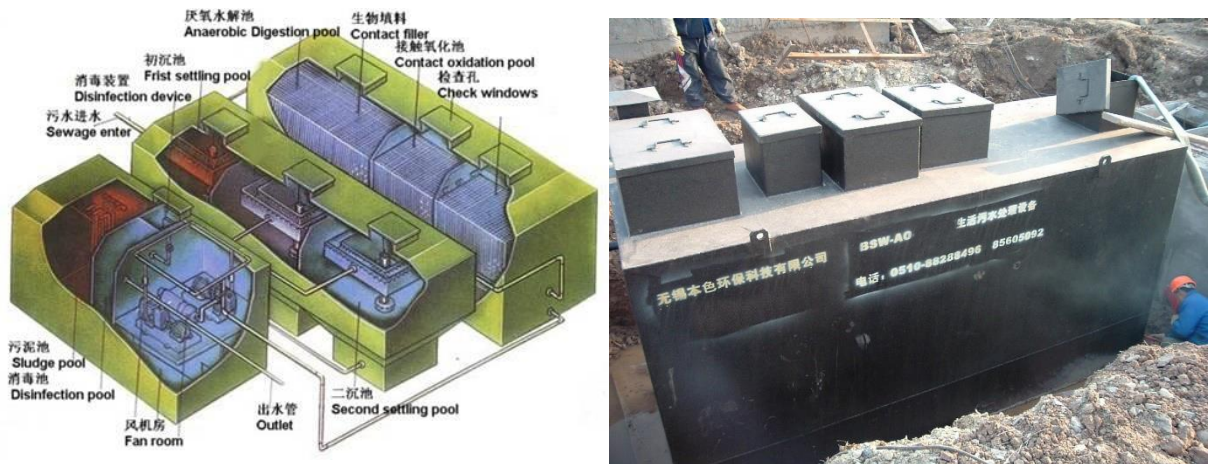 厌氧水解池
Anaerobic Digestion pool
生物填料
Contact filler
接触氧化池
Contact oxidation pool
初沉池
Frist settling pool
检查孔
Check windows
消毒装置
Disinfection device
污水进水
Sewage enter
污泥池
Sludge pool
消毒池
Disinfection pool
风机房
Fan room
出水管
Outlet
二沉池
Second settling pool
无锡本色环保科技有限公司
BSW-AO 生活污水处理设备
电话：0510-88288496 85605092